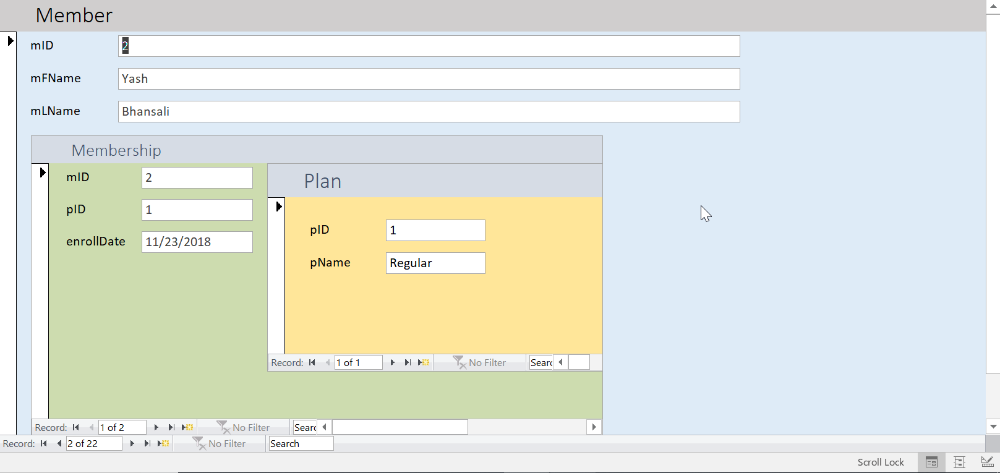 Member
mID 2
mFName Yash
mLName Bhansali
Membership
mID 2
pID 1
enrollDate 11/23/2018
Plan
pID 1
pName Regular
Record: 1 of 1 No Filter Searc
Record: 1 of 2 No Filter Searc
Record: 2 of 22 No Filter Search
Scroll Lock